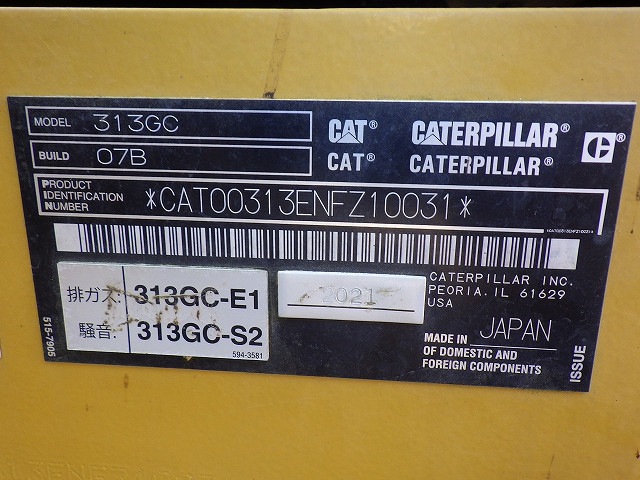 MODEL 313GC
CAT® CATERPILLAR®
BUILD 07B
CAT® CATERPILLAR®
PRODUCT IDENTIFICATION NUMBER *CAT00313ENFZ10031*
*CAT00313ENFZ10031*
排ガス: 313GC-E1
騒音: 313GC-S2
594-3581
515-7905
2021
CATERPILLAR INC.
PEORIA. IL 61629
USA
MADE IN JAPAN
OF DOMESTIC AND
FOREIGN COMPONENTS
ISSUE